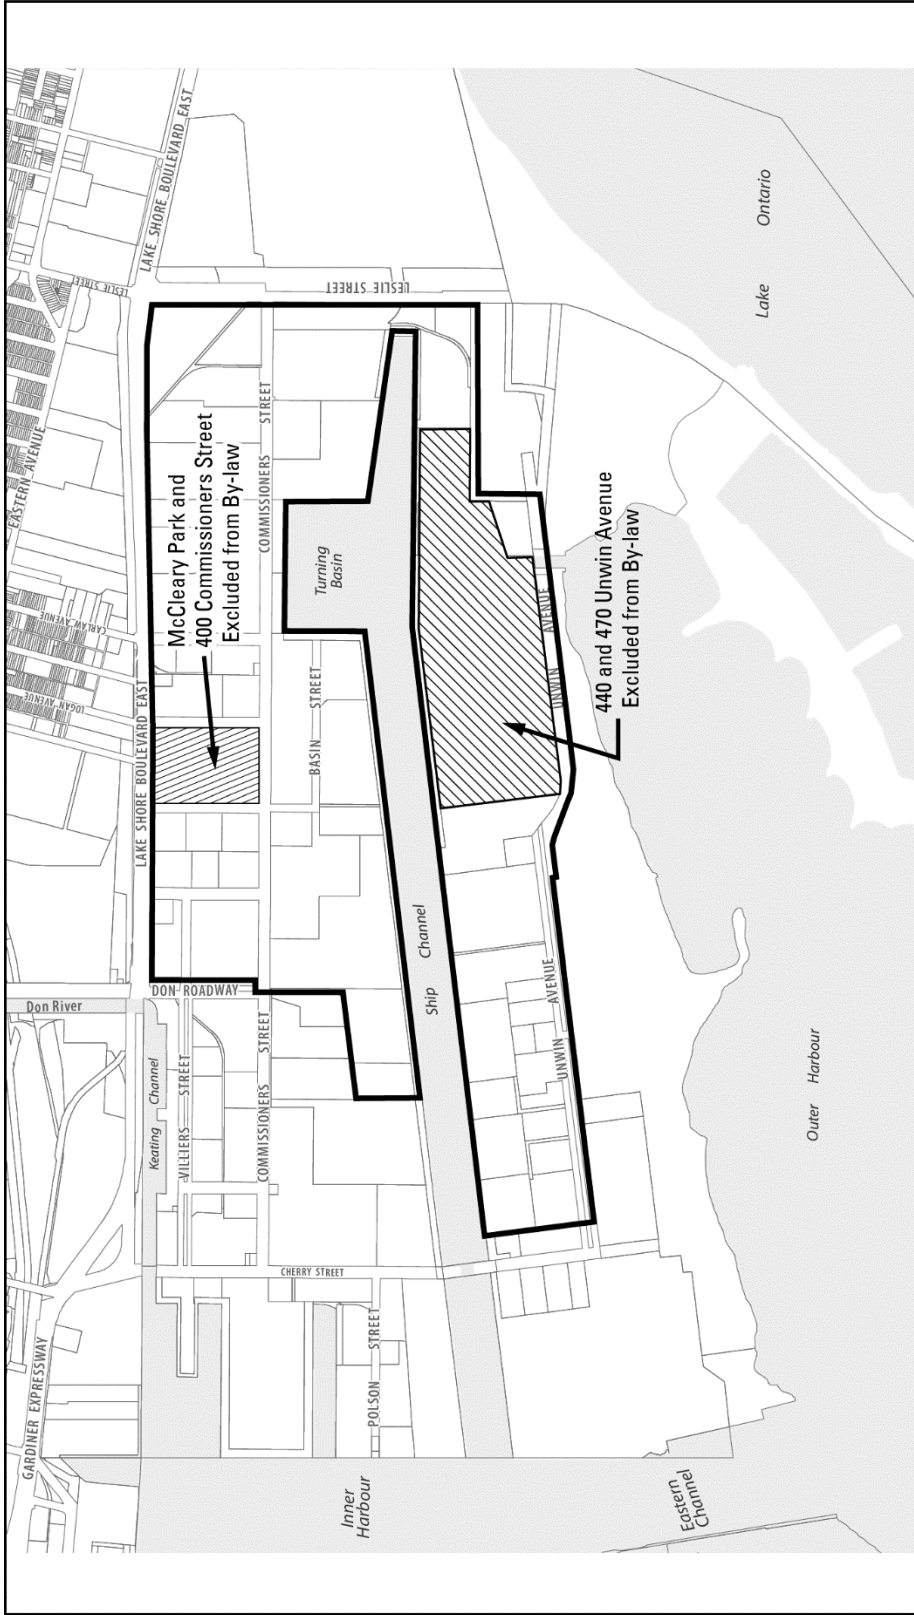 GARDINER EXPRESSWAY
Don River
EASTERN AVENUE
LOGAN AVENUE
CARLAW AVENUE
LESLIE STREET
LAKE SHORE BOULEVARD EAST
LAKE SHORE BOULEVARD EAST
Keating Channel
VILLIERS STREET
DON ROADWAY
McCleary Park and
400 Commissioners Street
Excluded from By-law
COMMISSIONERS STREET
COMMISSIONERS STREET
CHERRY STREET
LESLIE STREET
POLSON STREET
BASIN STREET
Turning
Basin
Inner
Harbour
Ship Channel
UNWIN AVENUE
UNWIN AVENUE
440 and 470 Unwin Avenue
Excluded from By-law
Eastern
Channel
Outer Harbour
Lake Ontario